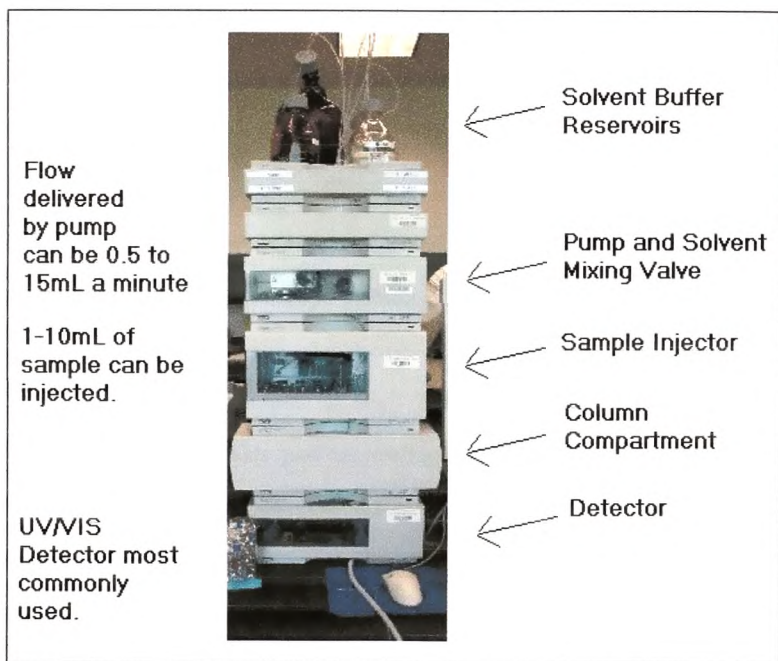 Solvent Buffer
Reservoirs
Flow
delivered
by pump
can be 0.5 to
15mL a minute
Pump and Solvent
Mixing Valve
1-10mL of
sample can be
injected.
Sample Injector
Column
Compartment
Detector
UV/VIS
Detector most
commonly
used.